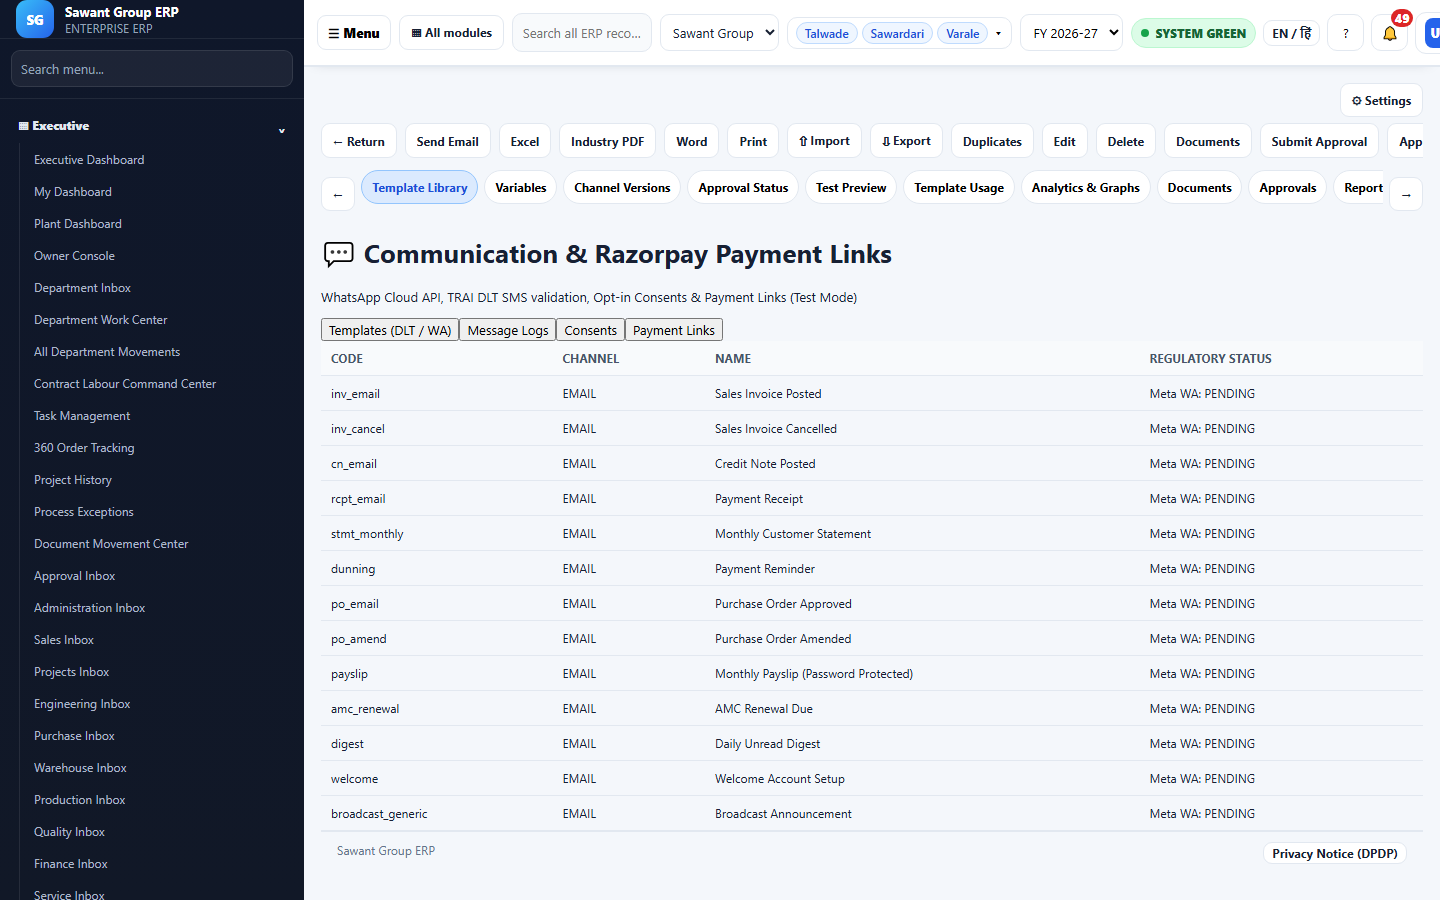 SG
Sawant Group ERP
ENTERPRISE ERP
☰ Menu
All modules
Search all ERP reco...
Sawant Group
Talwade
Sawardari
Varale
FY 2026-27
SYSTEM GREEN
EN / हिं
?
49
U
Search menu...
Executive
Executive Dashboard
My Dashboard
Plant Dashboard
Owner Console
Department Inbox
Department Work Center
All Department Movements
Contract Labour Command Center
Task Management
360 Order Tracking
Project History
Process Exceptions
Document Movement Center
Approval Inbox
Administration Inbox
Sales Inbox
Projects Inbox
Engineering Inbox
Purchase Inbox
Warehouse Inbox
Production Inbox
Quality Inbox
Finance Inbox
Service Inbox
⚙ Settings
← Return
Send Email
Excel
Industry PDF
Word
Print
⇧ Import
⇩ Export
Duplicates
Edit
Delete
Documents
Submit Approval
App
←
Template Library
Variables
Channel Versions
Approval Status
Test Preview
Template Usage
Analytics & Graphs
Documents
Approvals
Report
→
Communication & Razorpay Payment Links
WhatsApp Cloud API, TRAI DLT SMS validation, Opt-in Consents & Payment Links (Test Mode)
Templates (DLT / WA)
Message Logs
Consents
Payment Links
CODE CHANNEL NAME REGULATORY STATUS
inv_email EMAIL Sales Invoice Posted Meta WA: PENDING
inv_cancel EMAIL Sales Invoice Cancelled Meta WA: PENDING
cn_email EMAIL Credit Note Posted Meta WA: PENDING
rcpt_email EMAIL Payment Receipt Meta WA: PENDING
stmt_monthly EMAIL Monthly Customer Statement Meta WA: PENDING
dunning EMAIL Payment Reminder Meta WA: PENDING
po_email EMAIL Purchase Order Approved Meta WA: PENDING
po_amend EMAIL Purchase Order Amended Meta WA: PENDING
payslip EMAIL Monthly Payslip (Password Protected) Meta WA: PENDING
amc_renewal EMAIL AMC Renewal Due Meta WA: PENDING
digest EMAIL Daily Unread Digest Meta WA: PENDING
welcome EMAIL Welcome Account Setup Meta WA: PENDING
broadcast_generic EMAIL Broadcast Announcement Meta WA: PENDING
Sawant Group ERP
Privacy Notice (DPDP)